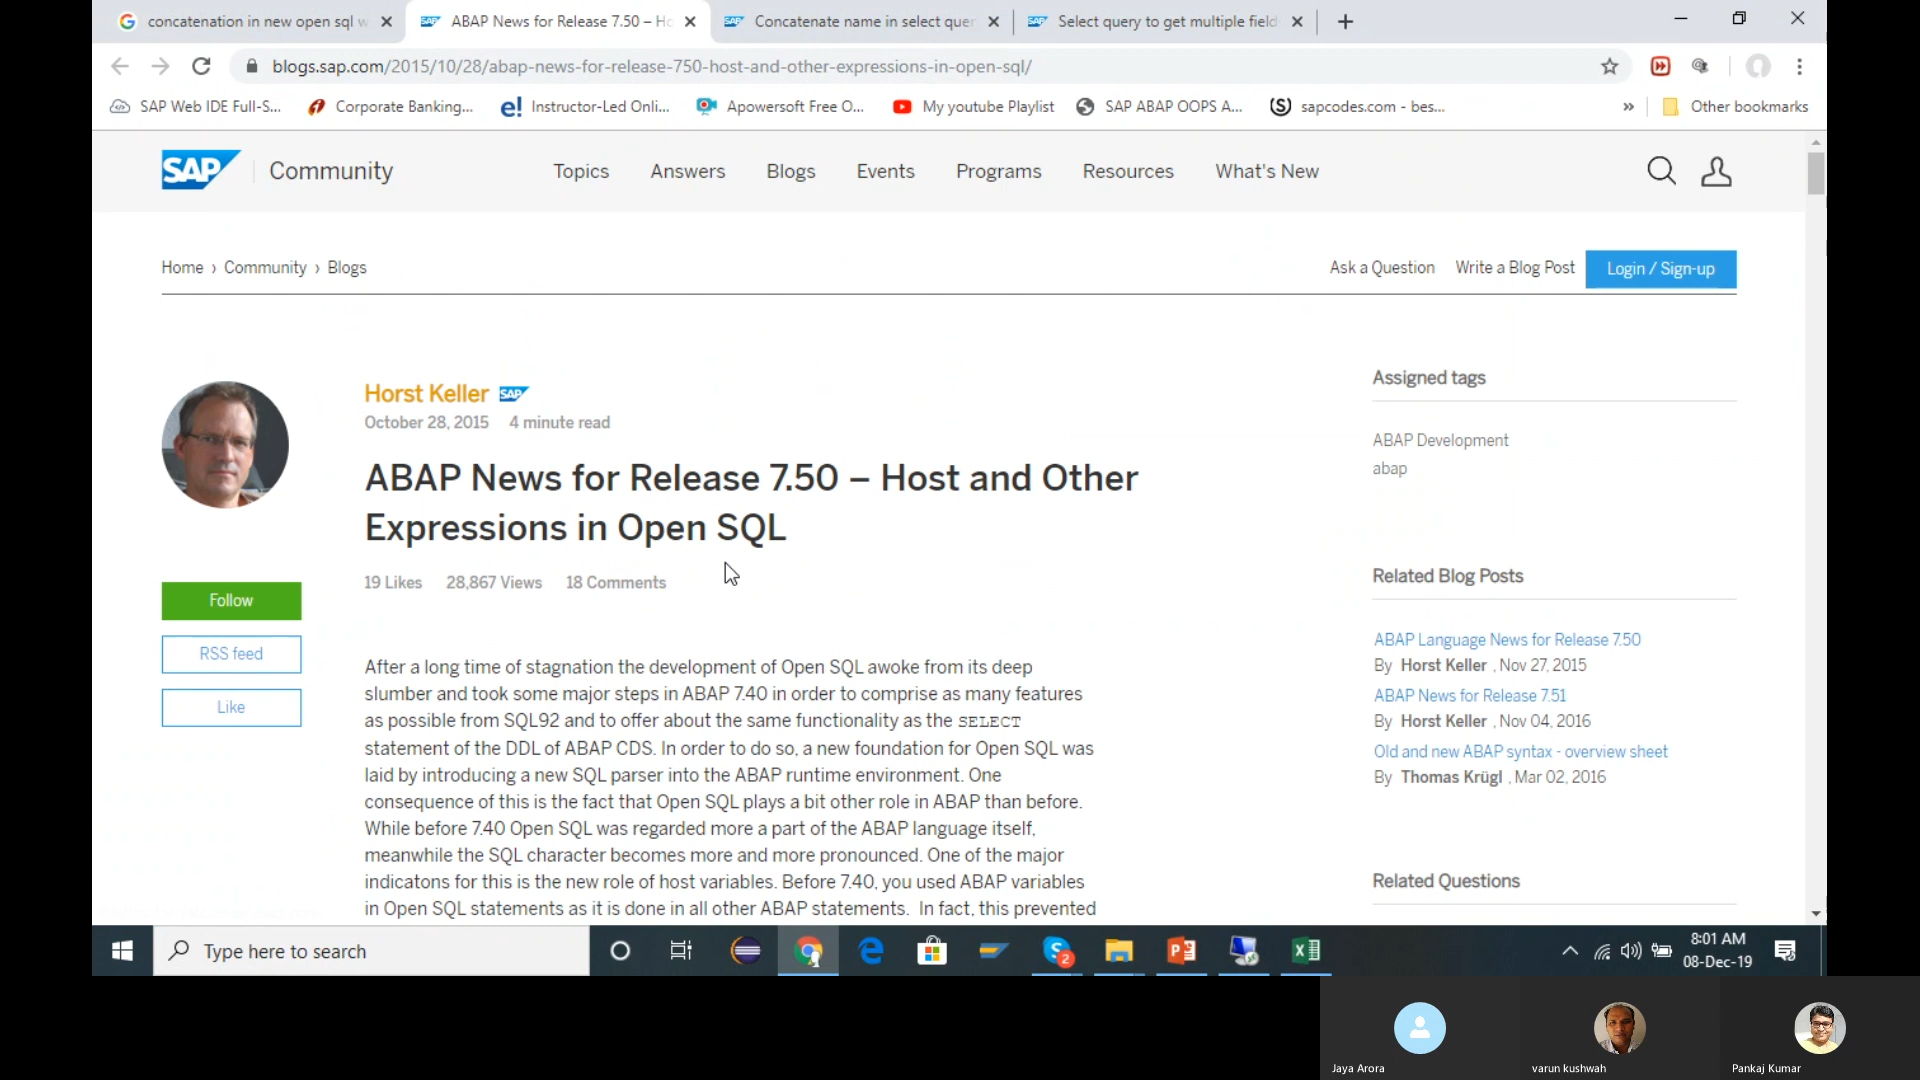 concatenation in new open sql w
ABAP News for Release 7.50 – Ho
Concatenate name in select quer
Select query to get multiple field
blogs.sap.com/2015/10/28/abap-news-for-release-750-host-and-other-expressions-in-open-sql/
SAP Web IDE Full-S...
Corporate Banking...
Instructor-Led Onli...
Apowersoft Free O...
My youtube Playlist
SAP ABAP OOPS A...
sapcodes.com - bes...
Other bookmarks
SAP Community
Topics Answers Blogs Events Programs Resources What's New
Home › Community › Blogs
Ask a Question Write a Blog Post Login / Sign-up
Horst Keller SAP
October 28, 2015 4 minute read
ABAP News for Release 7.50 – Host and Other
Expressions in Open SQL
19 Likes 28,867 Views 18 Comments
Follow
RSS feed
Like
After a long time of stagnation the development of Open SQL awoke from its deep
slumber and took some major steps in ABAP 7.40 in order to comprise as many features
as possible from SQL92 and to offer about the same functionality as the SELECT
statement of the DDL of ABAP CDS. In order to do so, a new foundation for Open SQL was
laid by introducing a new SQL parser into the ABAP runtime environment. One
consequence of this is the fact that Open SQL plays a bit other role in ABAP than before.
While before 7.40 Open SQL was regarded more a part of the ABAP language itself,
meanwhile the SQL character becomes more and more pronounced. One of the major
indicatons for this is the new role of host variables. Before 7.40, you used ABAP variables
in Open SQL statements as it is done in all other ABAP statements. In fact, this prevented
Assigned tags
ABAP Development
abap
Related Blog Posts
ABAP Language News for Release 7.50
By Horst Keller , Nov 27, 2015
ABAP News for Release 7.51
By Horst Keller , Nov 04, 2016
Old and new ABAP syntax - overview sheet
By Thomas Krügl , Mar 02, 2016
Related Questions
Type here to search
2
8:01 AM
08-Dec-19
Jaya Arora
varun kushwah
Pankaj Kumar